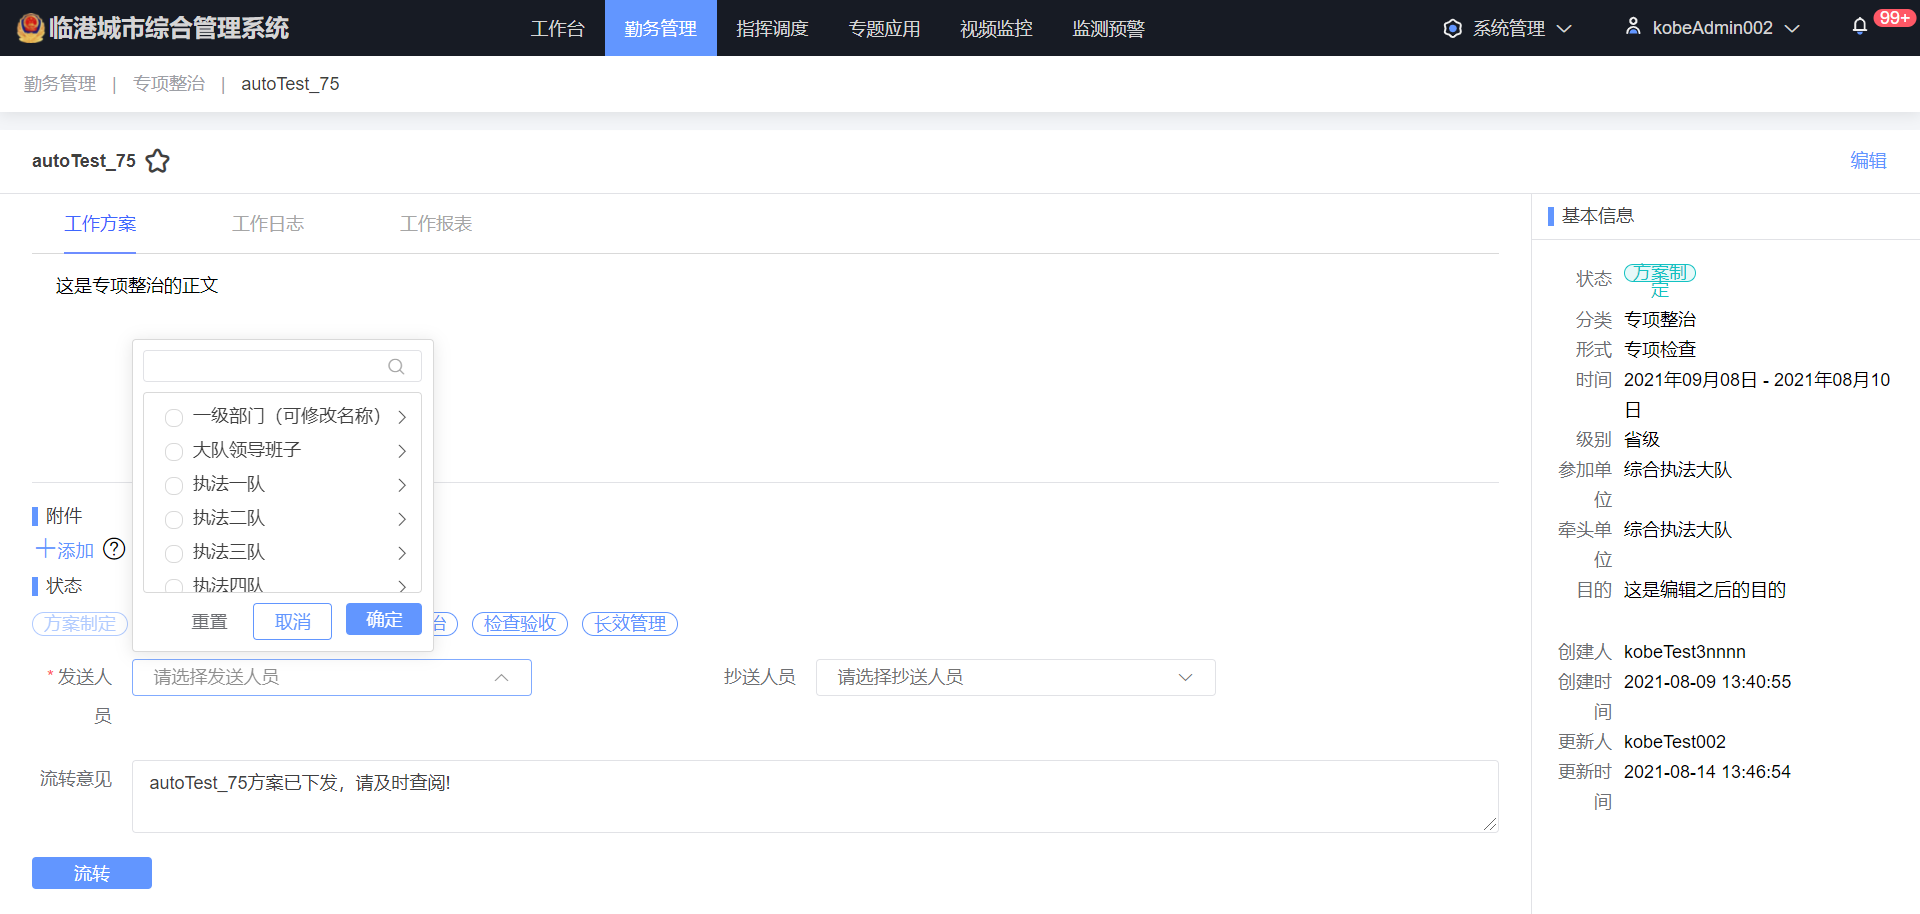 临港城市综合管理系统 工作台 勤务管理 指挥调度 专题应用 视频监控 监测预警 系统管理 kobeAdmin002 99+
勤务管理 | 专项整治 | autoTest_75
autoTest_75 编辑
工作方案 工作日志 工作报表
这是专项整治的正文
一级部门（可修改名称）
大队领导班子
执法一队
执法二队
执法三队
执法四队
重置 取消 确定
附件
添加
状态
方案制定 台 检查验收 长效管理
*发送人员 请选择发送人员 抄送人员 请选择抄送人员
流转意见 autoTest_75方案已下发，请及时查阅!
流转
基本信息
状态 方案制
定
分类 专项整治
形式 专项检查
时间 2021年09月08日 - 2021年08月10
日
级别 省级
参加单 综合执法大队
位
牵头单 综合执法大队
位
目的 这是编辑之后的目的
创建人 kobeTest3nnnn
创建时 2021-08-09 13:40:55
间
更新人 kobeTest002
更新时 2021-08-14 13:46:54
间